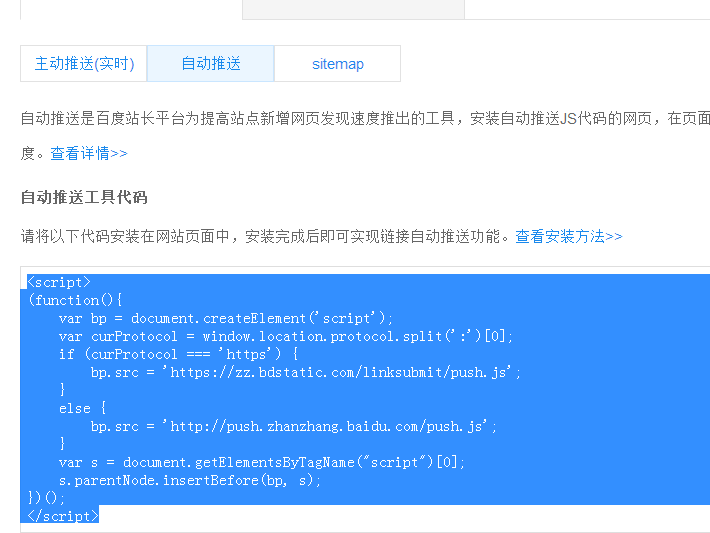 主动推送(实时) 自动推送 sitemap
自动推送是百度站长平台为提高站点新增网页发现速度推出的工具，安装自动推送JS代码的网页，在页面
度。查看详情>>
自动推送工具代码
请将以下代码安装在网站页面中，安装完成后即可实现链接自动推送功能。查看安装方法>>
<script>
(function(){
    var bp = document.createElement('script');
    var curProtocol = window.location.protocol.split(':')[0];
    if (curProtocol === 'https') {
        bp.src = 'https://zz.bdstatic.com/linksubmit/push.js';
    }
    else {
        bp.src = 'http://push.zhanzhang.baidu.com/push.js';
    }
    var s = document.getElementsByTagName("script")[0];
    s.parentNode.insertBefore(bp, s);
})();
</script>